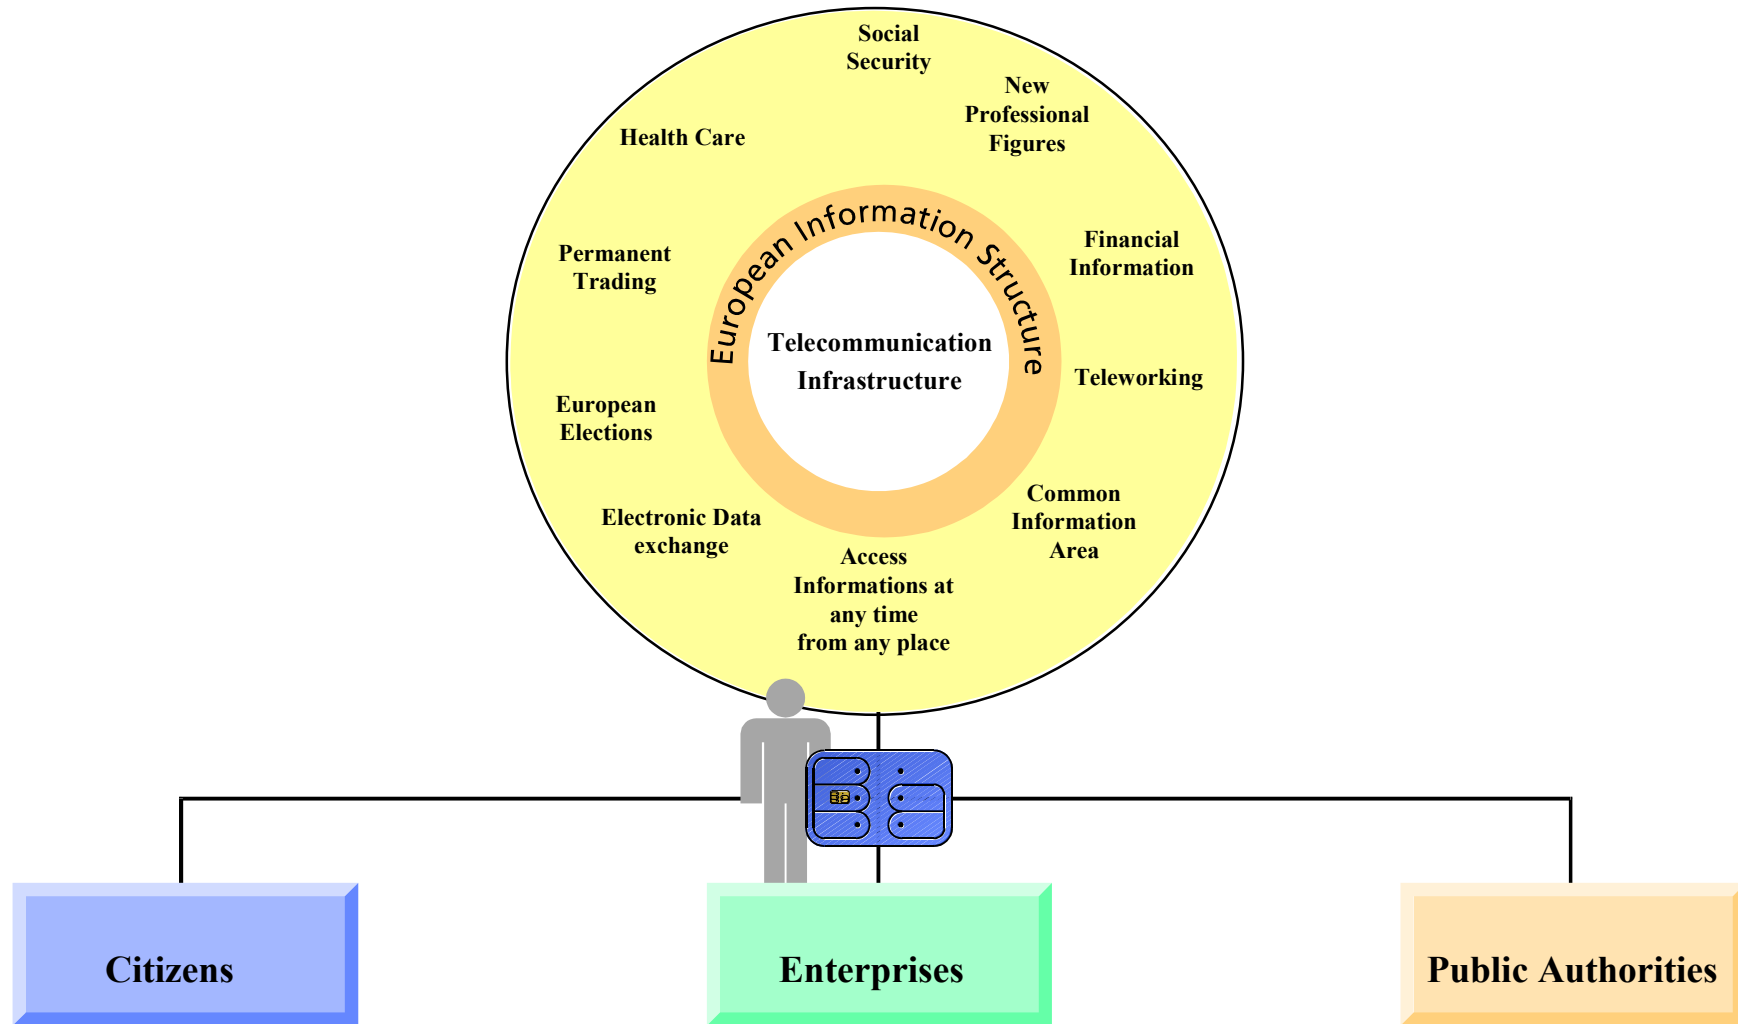 Social
Security
New
Professional
Figures
Health Care
European Information Structure
Financial
Information
Permanent
Trading
Telecommunication
Infrastructure
Teleworking
European
Elections
Common
Information
Area
Electronic Data
exchange
Access
Informations at
any time
from any place
Citizens
Enterprises
Public Authorities